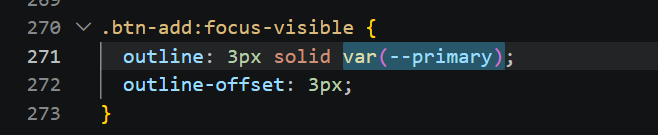 270 .btn-add:focus-visible {
271 outline: 3px solid var(--primary);
272 outline-offset: 3px;
273 }